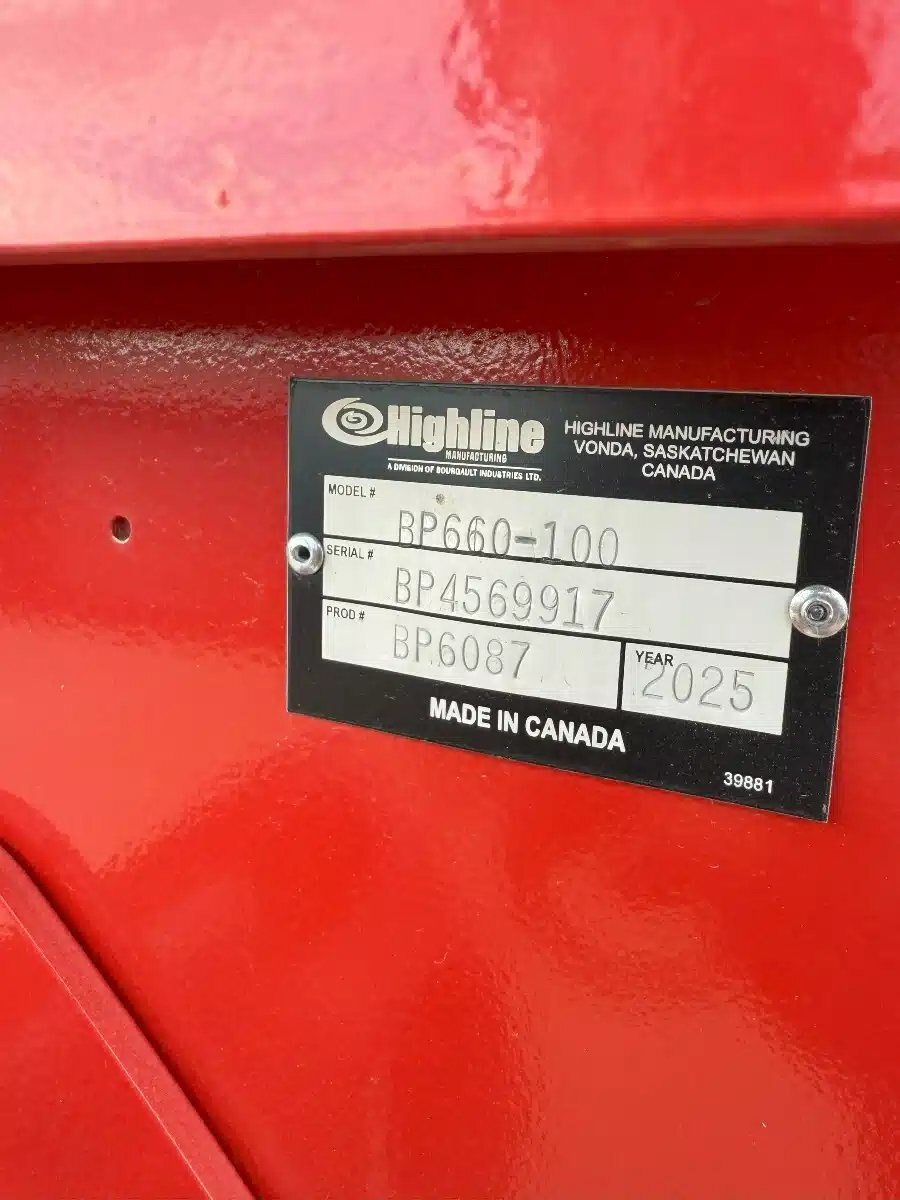 Highline
MANUFACTURING
A DIVISION OF BOURGAULT INDUSTRIES LTD.
HIGHLINE MANUFACTURING
VONDA, SASKATCHEWAN
CANADA
MODEL # BP660-100
SERIAL # BP4569917
PROD # BP6087 YEAR 2025
MADE IN CANADA
39881